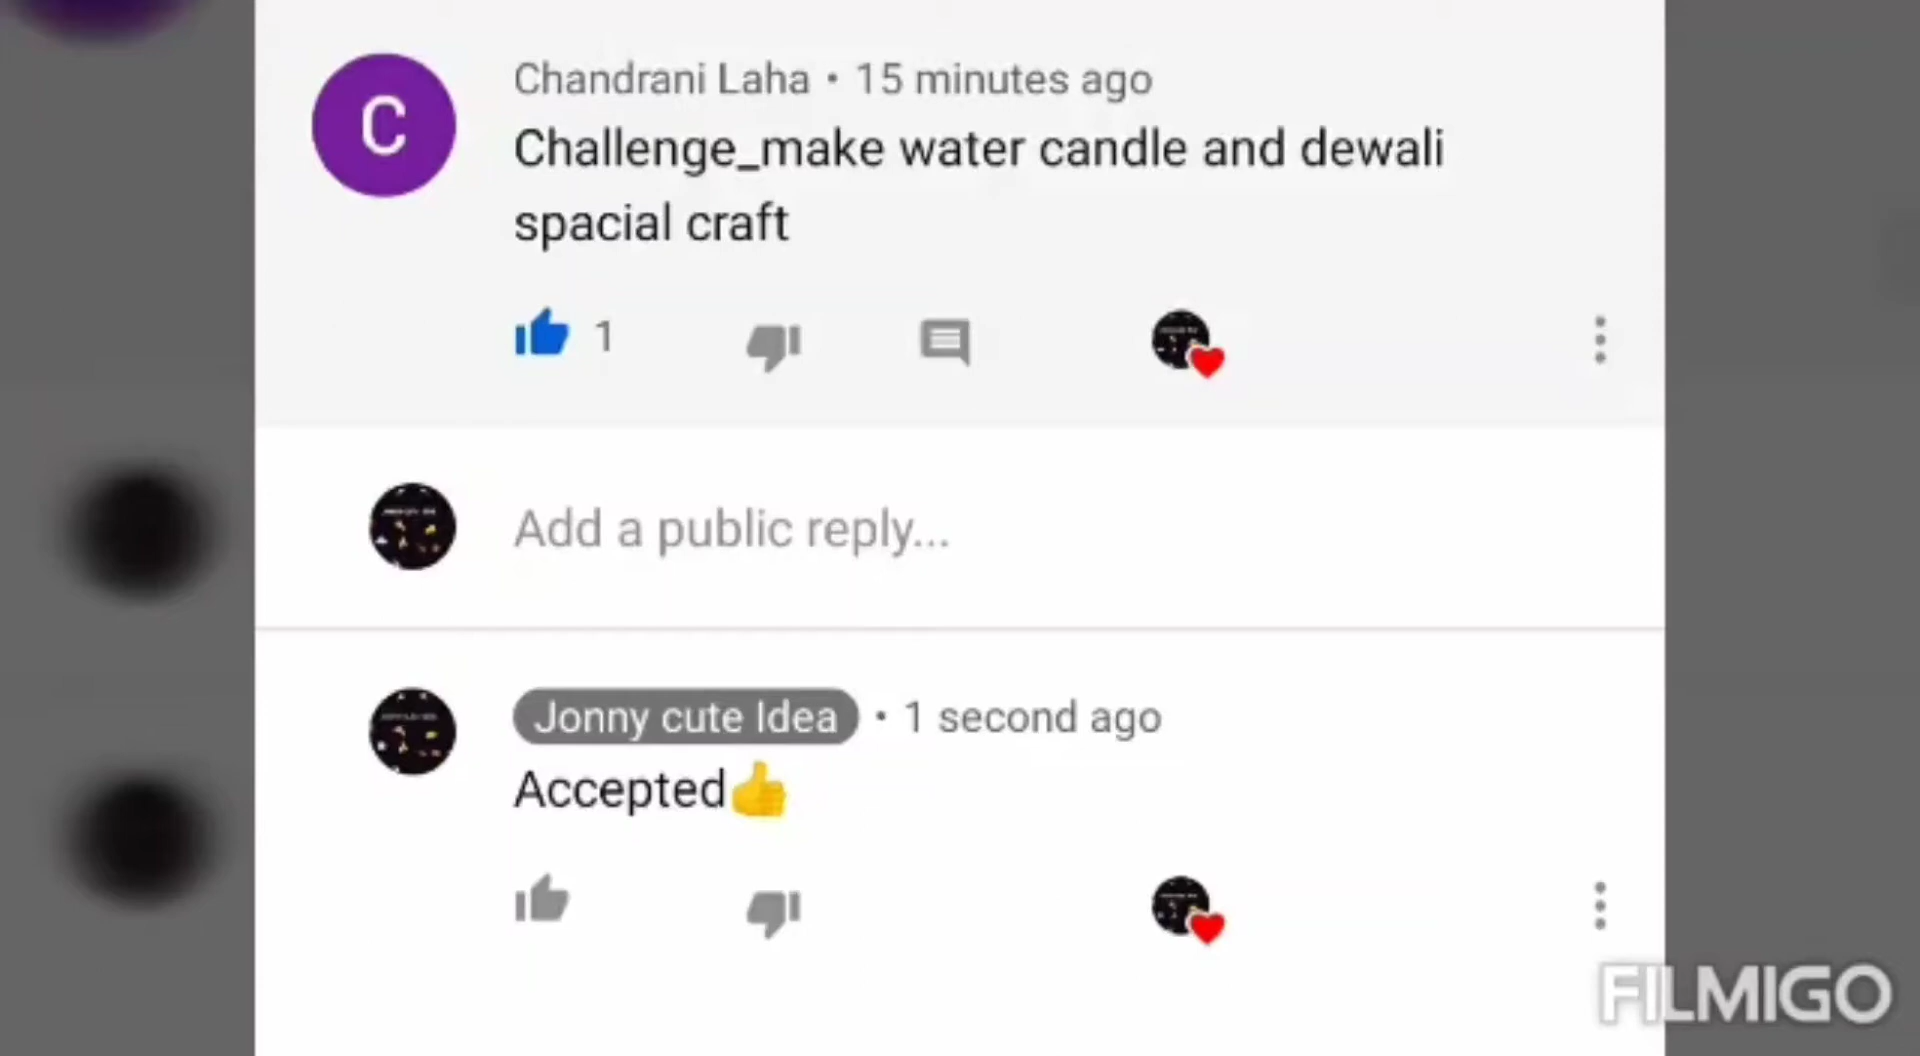 C
Chandrani Laha • 15 minutes ago
Challenge_make water candle and dewali
spacial craft
1
Add a public reply...
Jonny cute Idea • 1 second ago
Accepted👍
FILMIGO